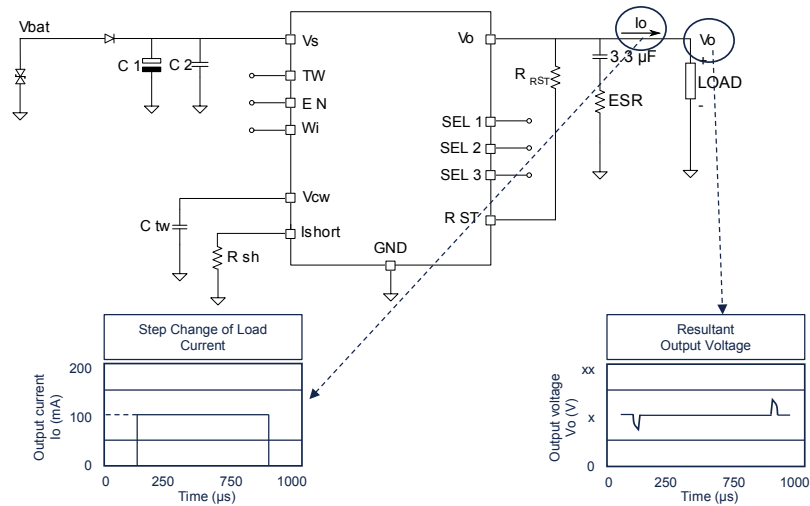 Vbat
C 1
C 2
Vs
TW
E N
Wi
Vcw
Ishort
C tw
R sh
GND
Vo
SEL 1
SEL 2
SEL 3
R ST
R RST
3.3 µF
ESR
Io
Vo
+
LOAD
-
Step Change of Load
Current
200
100
0
Output current
Io (mA)
0 250 750 1000
Time (µs)
Resultant
Output Voltage
xx
x
0
Output voltage
Vo (V)
0 250 750 1000
Time (µs)